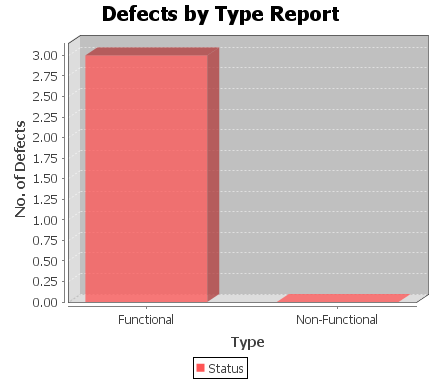 Defects by Type Report
3.00
2.75
2.50
2.25
2.00
1.75
1.50
1.25
1.00
0.75
0.50
0.25
0.00
No. of Defects
Functional
Non-Functional
Type
Status